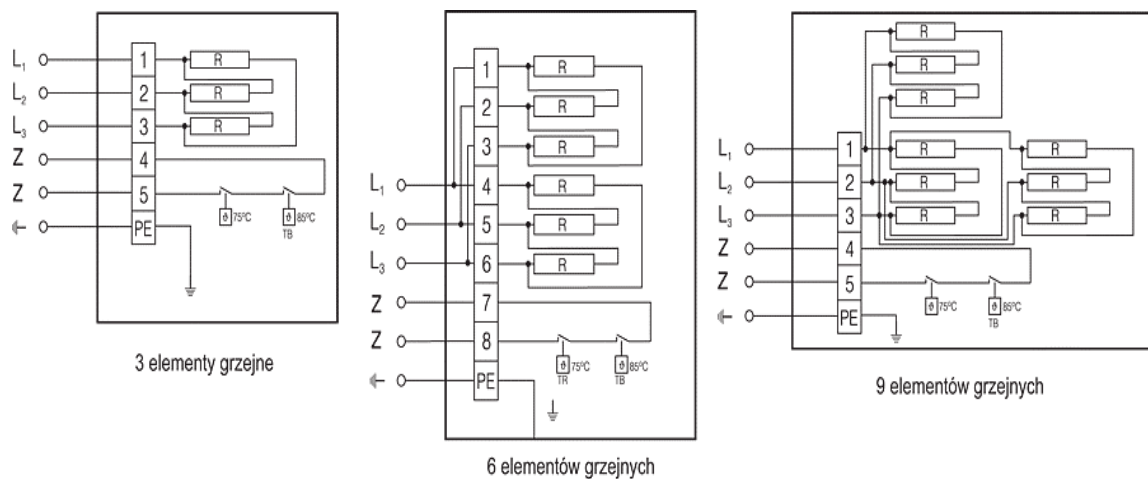 L₁ 1 R
L₂ 2 R
L₃ 3 R
Z 4
Z 5 ϑ 75°C ϑ 85°C
TB
PE
3 elementy grzejne
1 R
2 R
3 R
L₁ 4 R
L₂ 5 R
L₃ 6 R
Z 7
Z 8 ϑ 75°C ϑ 85°C
TR TB
PE
6 elementów grzejnych
R
R
R
L₁ 1 R R
L₂ 2 R R
L₃ 3 R R
Z 4
Z 5 ϑ 75°C ϑ 85°C
TB
PE
9 elementów grzejnych